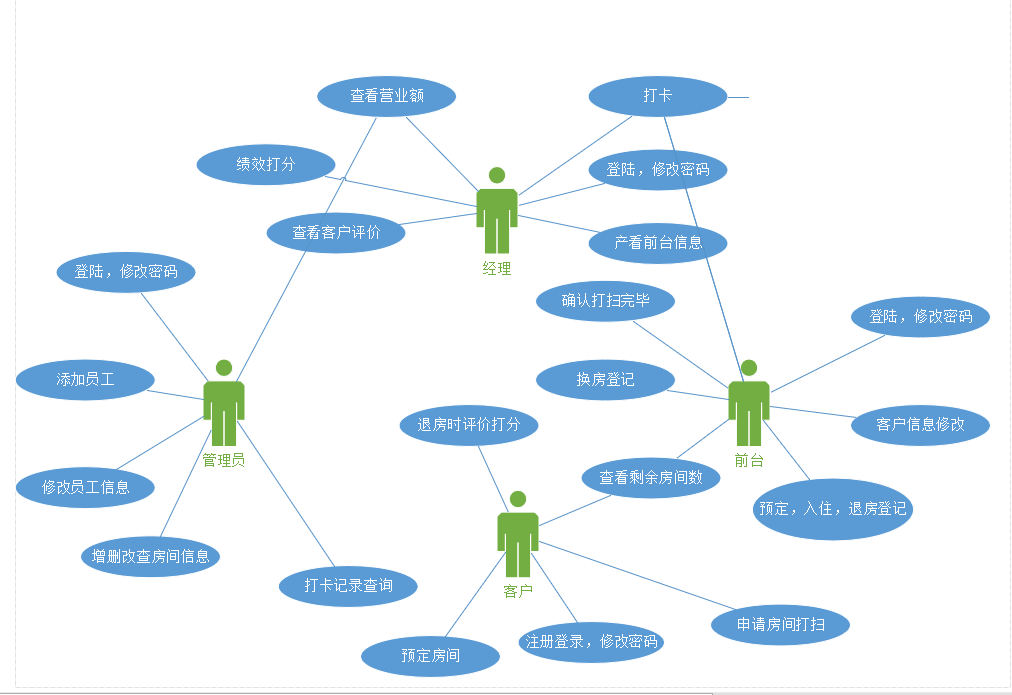 查看营业额
打卡
绩效打分
登陆，修改密码
查看客户评价
产看前台信息
经理
登陆，修改密码
确认打扫完毕
登陆，修改密码
添加员工
换房登记
退房时评价打分
客户信息修改
管理员
前台
修改员工信息
查看剩余房间数
预定，入住，退房登记
增删改查房间信息
打卡记录查询
客户
申请房间打扫
预定房间
注册登录，修改密码